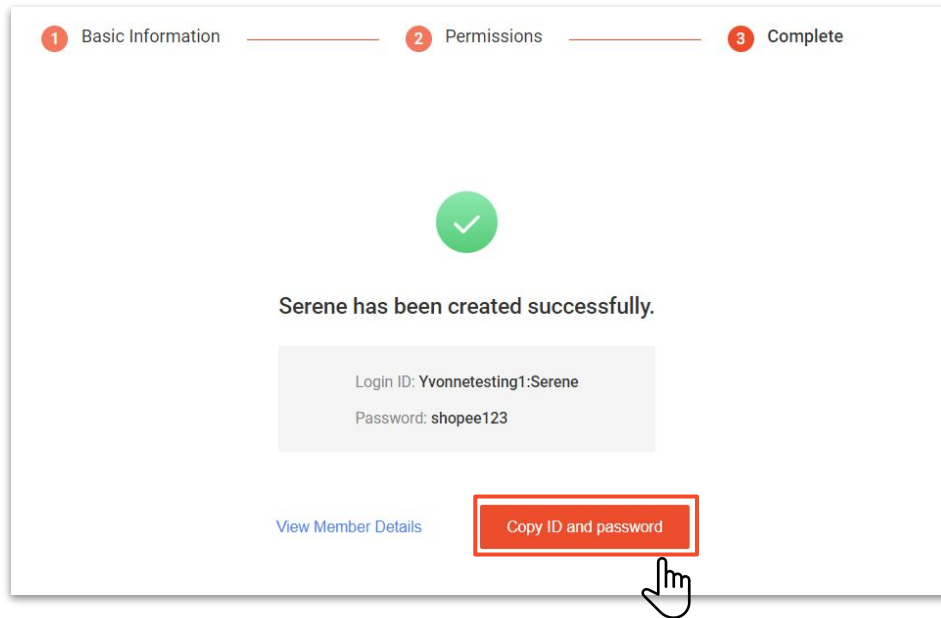 1 Basic Information 2 Permissions 3 Complete
Serene has been created successfully.
Login ID: Yvonnetesting1:Serene
Password: shopee123
View Member Details Copy ID and password